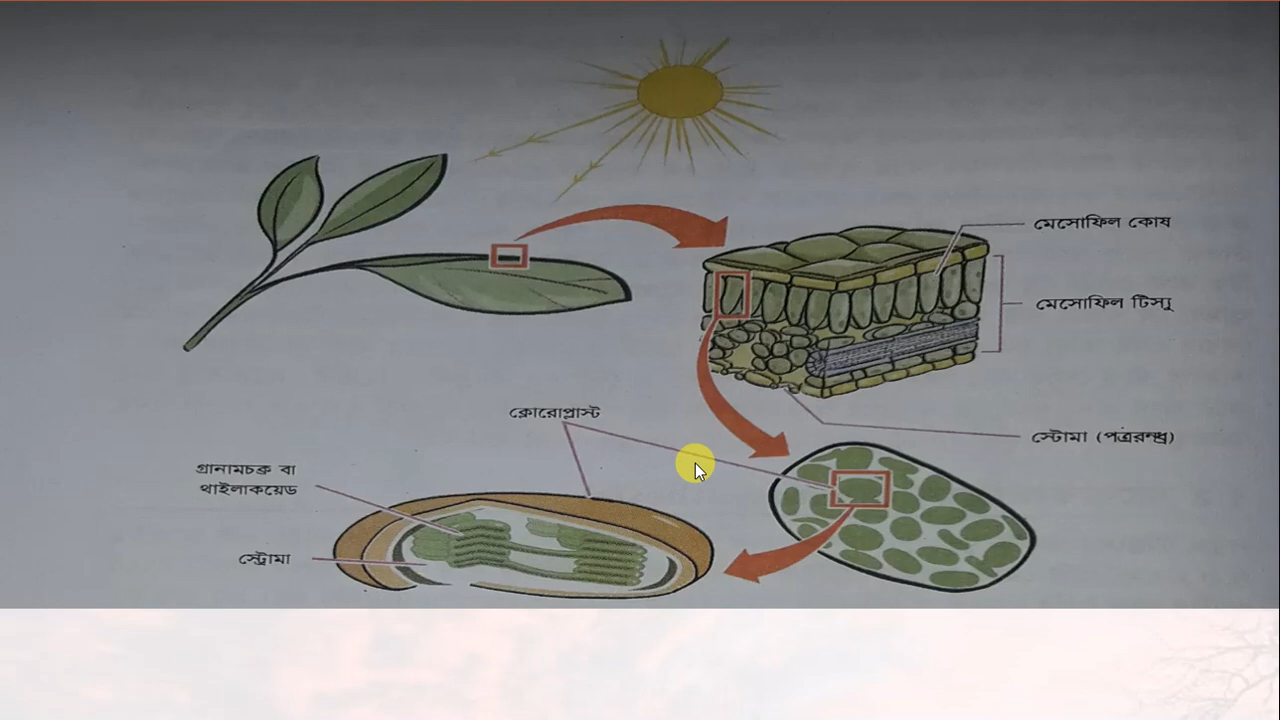 মেসোফিল কোষ
মেসোফিল টিস্যু
ক্লোরোপ্লাস্ট
স্টোমা (পত্ররন্ধ্র)
গ্রানামচক্র বা
থাইলাকয়েড
স্ট্রোমা